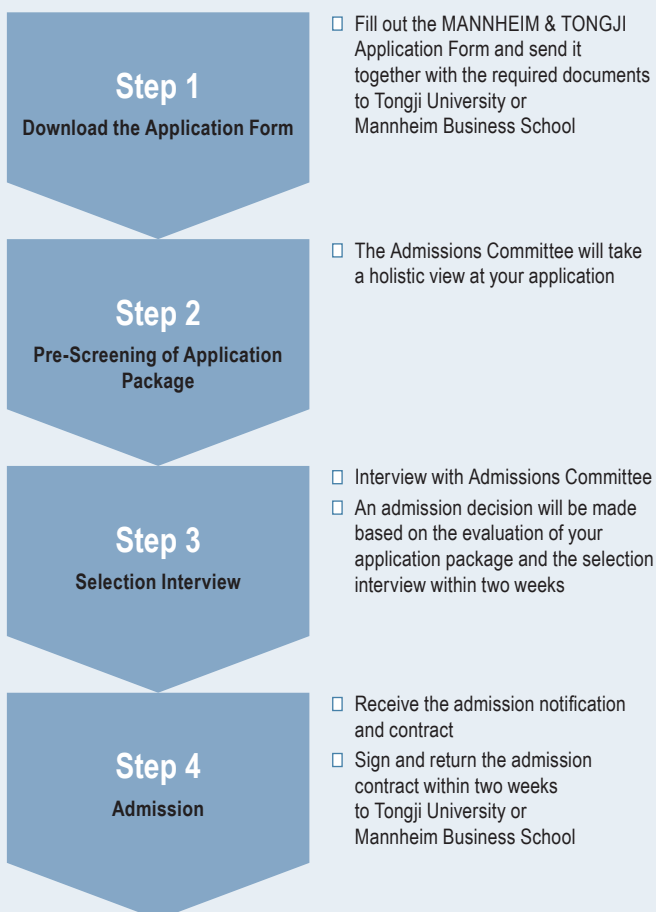 Step 1
Download the Application Form
Fill out the MANNHEIM & TONGJI
Application Form and send it
together with the required documents
to Tongji University or
Mannheim Business School
Step 2
Pre-Screening of Application
Package
The Admissions Committee will take
a holistic view at your application
Step 3
Selection Interview
Interview with Admissions Committee
An admission decision will be made
based on the evaluation of your
application package and the selection
interview within two weeks
Step 4
Admission
Receive the admission notification
and contract
Sign and return the admission
contract within two weeks
to Tongji University or
Mannheim Business School